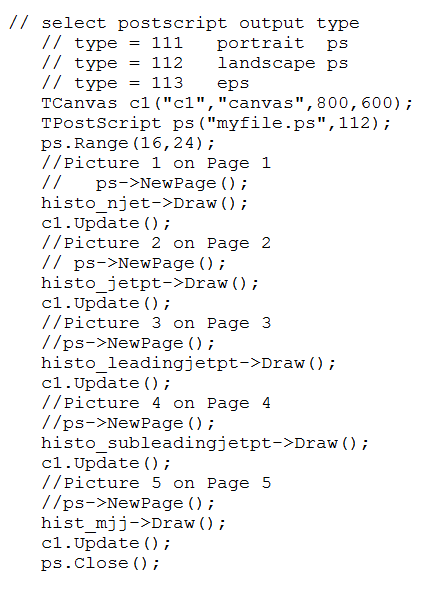 // select postscript output type
// type = 111   portrait  ps
// type = 112   landscape ps
// type = 113   eps
TCanvas c1("c1","canvas",800,600);
TPostScript ps("myfile.ps",112);
ps.Range(16,24);
//Picture 1 on Page 1
//   ps->NewPage();
histo_njet->Draw();
c1.Update();
//Picture 2 on Page 2
// ps->NewPage();
histo_jetpt->Draw();
c1.Update();
//Picture 3 on Page 3
//ps->NewPage();
histo_leadingjetpt->Draw();
c1.Update();
//Picture 4 on Page 4
//ps->NewPage();
histo_subleadingjetpt->Draw();
c1.Update();
//Picture 5 on Page 5
//ps->NewPage();
hist_mjj->Draw();
c1.Update();
ps.Close();